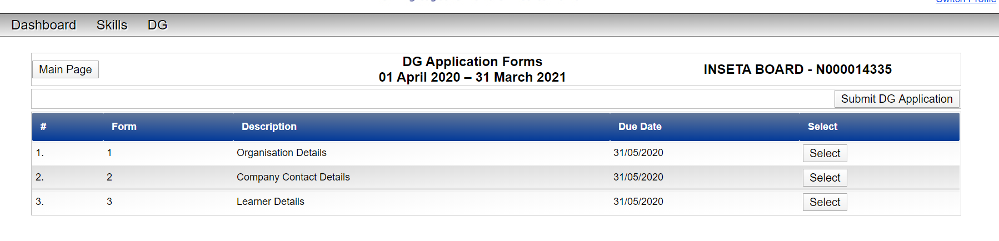 Switch Profile
Dashboard Skills DG
Main Page
DG Application Forms
01 April 2020 – 31 March 2021
INSETA BOARD - N000014335
Submit DG Application
# Form Description Due Date Select
1. 1 Organisation Details 31/05/2020 Select
2. 2 Company Contact Details 31/05/2020 Select
3. 3 Learner Details 31/05/2020 Select